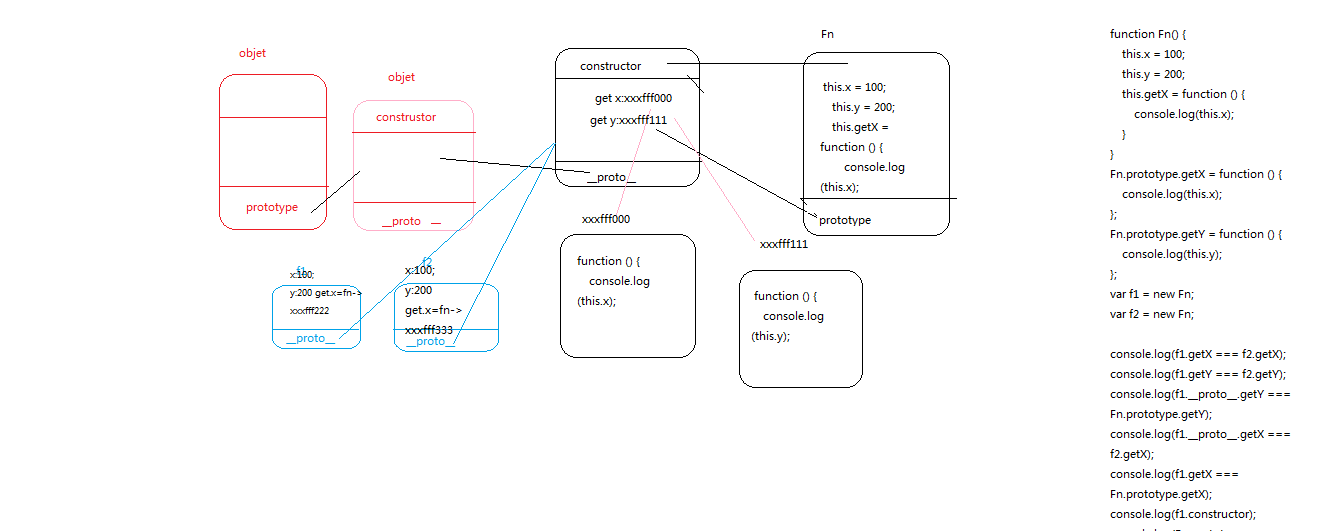 objet
prototype
objet
construstor
__proto __
constructor
get x:xxxfff000
get y:xxxfff111
__proto__
Fn
this.x = 100;
this.y = 200;
this.getX =
function () {
console.log
(this.x);
prototype
xxxfff000
function () {
console.log
(this.x);
xxxfff111
function () {
console.log
(this.y);
f1
x:100;
y:200 get.x=fn->
xxxfff222
__proto__
f2
x:100;
y:200
get.x=fn->
xxxfff333
__proto__
function Fn() {
this.x = 100;
this.y = 200;
this.getX = function () {
console.log(this.x);
}
}
Fn.prototype.getX = function () {
console.log(this.x);
};
Fn.prototype.getY = function () {
console.log(this.y);
};
var f1 = new Fn;
var f2 = new Fn;
console.log(f1.getX === f2.getX);
console.log(f1.getY === f2.getY);
console.log(f1.__proto__.getY ===
Fn.prototype.getY);
console.log(f1.__proto__.getX ===
f2.getX);
console.log(f1.getX ===
Fn.prototype.getX);
console.log(f1.constructor);